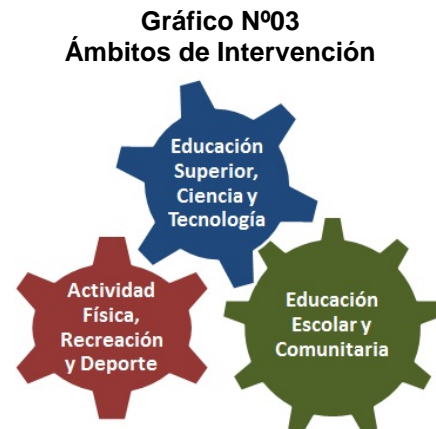 Gráfico Nº03
Ámbitos de Intervención
Educación
Superior,
Ciencia y
Tecnología
Actividad
Física,
Recreación
y Deporte
Educación
Escolar y
Comunitaria